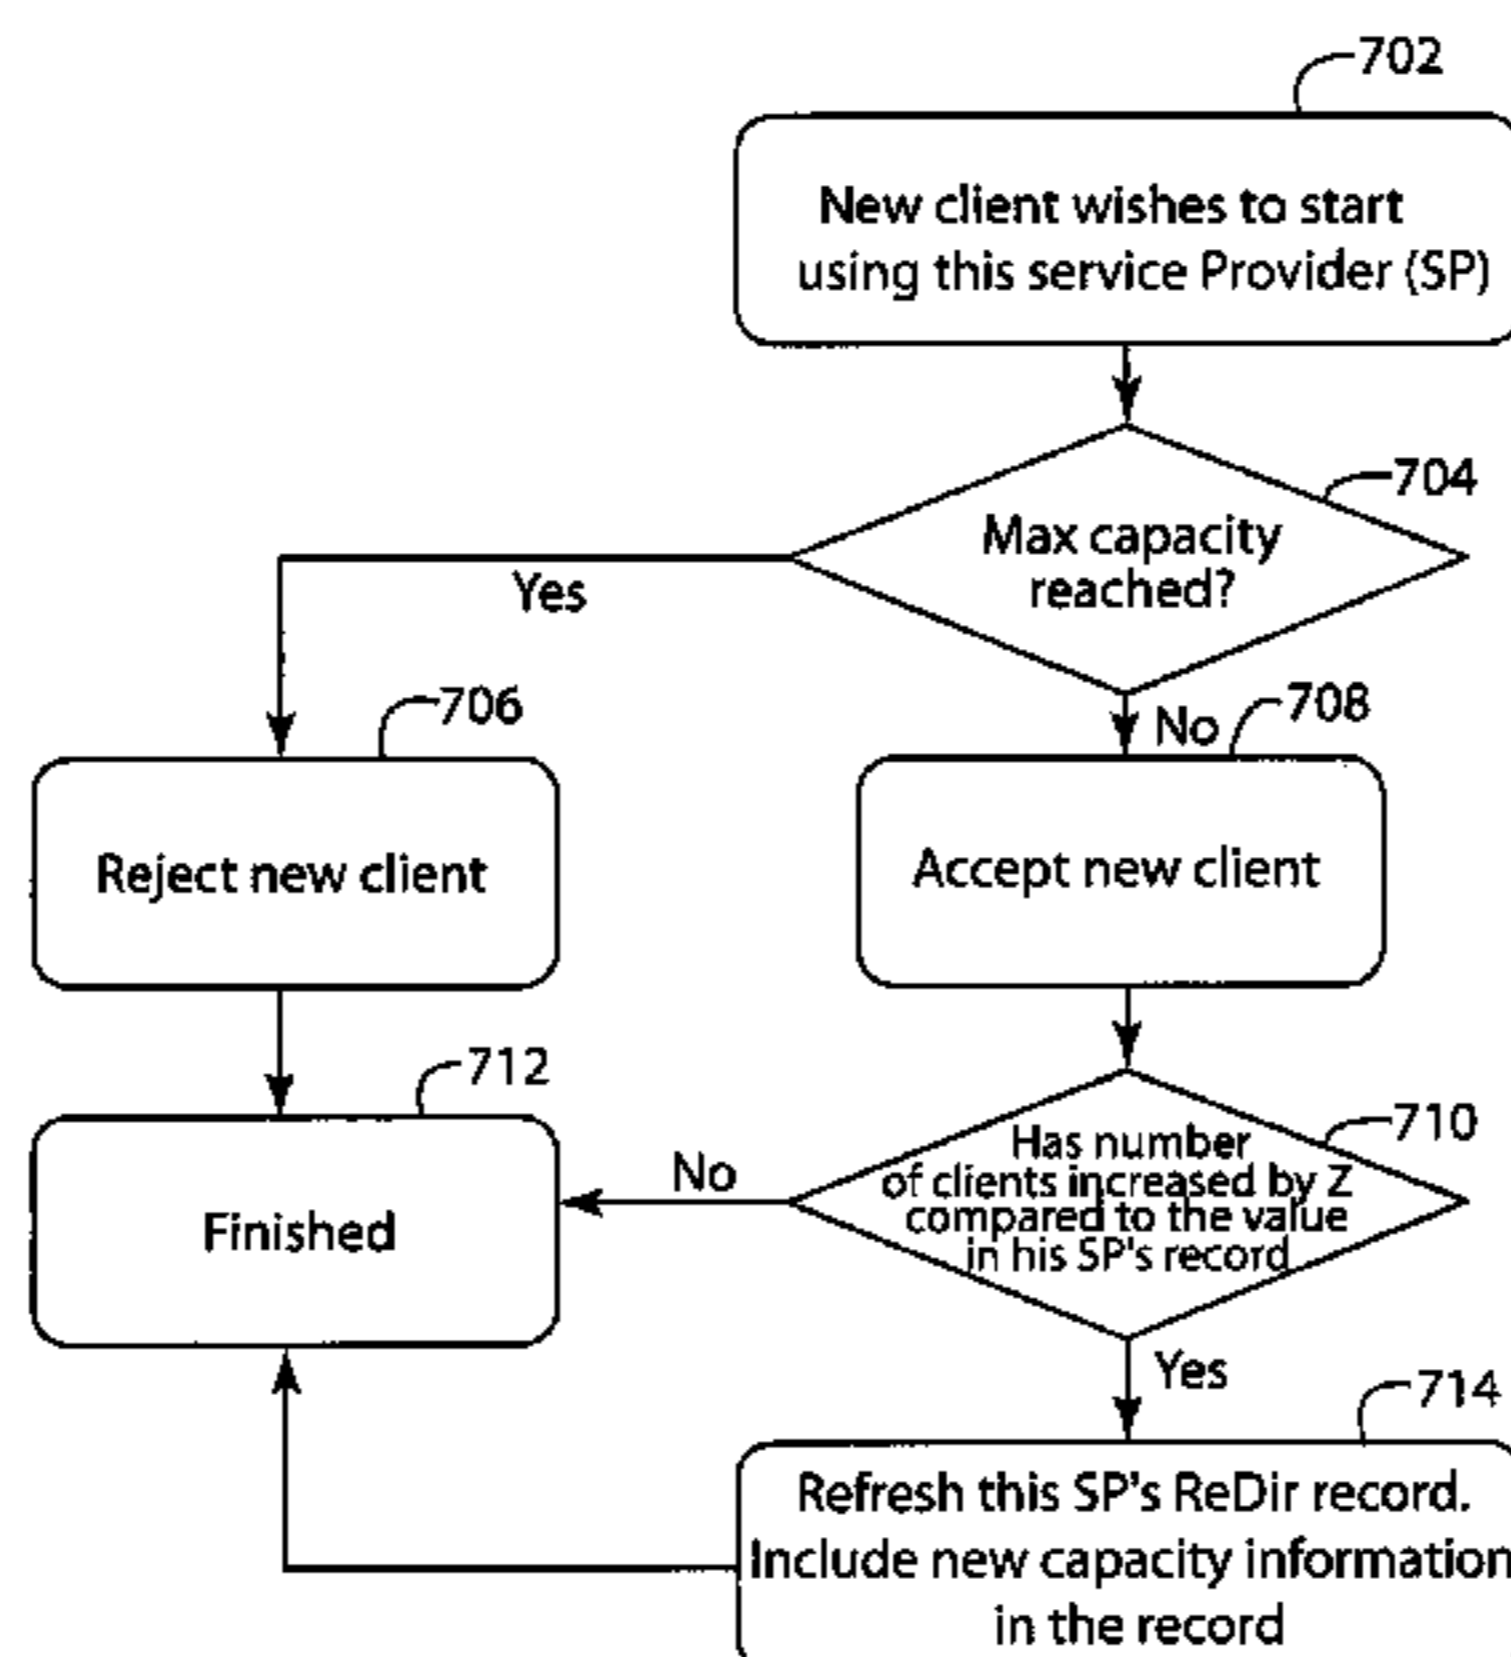 702
New client wishes to start
using this service Provider (SP)
704
Max capacity
reached?
Yes
No
706
708
Reject new client
Accept new client
712
710
Has number
of clients increased by Z
compared to the value
in his SP's record
No
Finished
Yes
714
Refresh this SP's ReDir record.
Include new capacity information
in the record